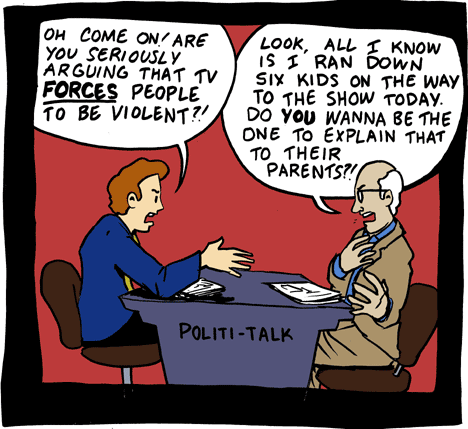 OH COME ON! ARE
YOU SERIOUSLY
ARGUING THAT TV
FORCES PEOPLE
TO BE VIOLENT?!
LOOK, ALL I KNOW
IS I RAN DOWN
SIX KIDS ON THE WAY
TO THE SHOW TODAY.
DO YOU WANNA BE THE
ONE TO EXPLAIN THAT
TO THEIR
PARENTS?!
POLITI-TALK